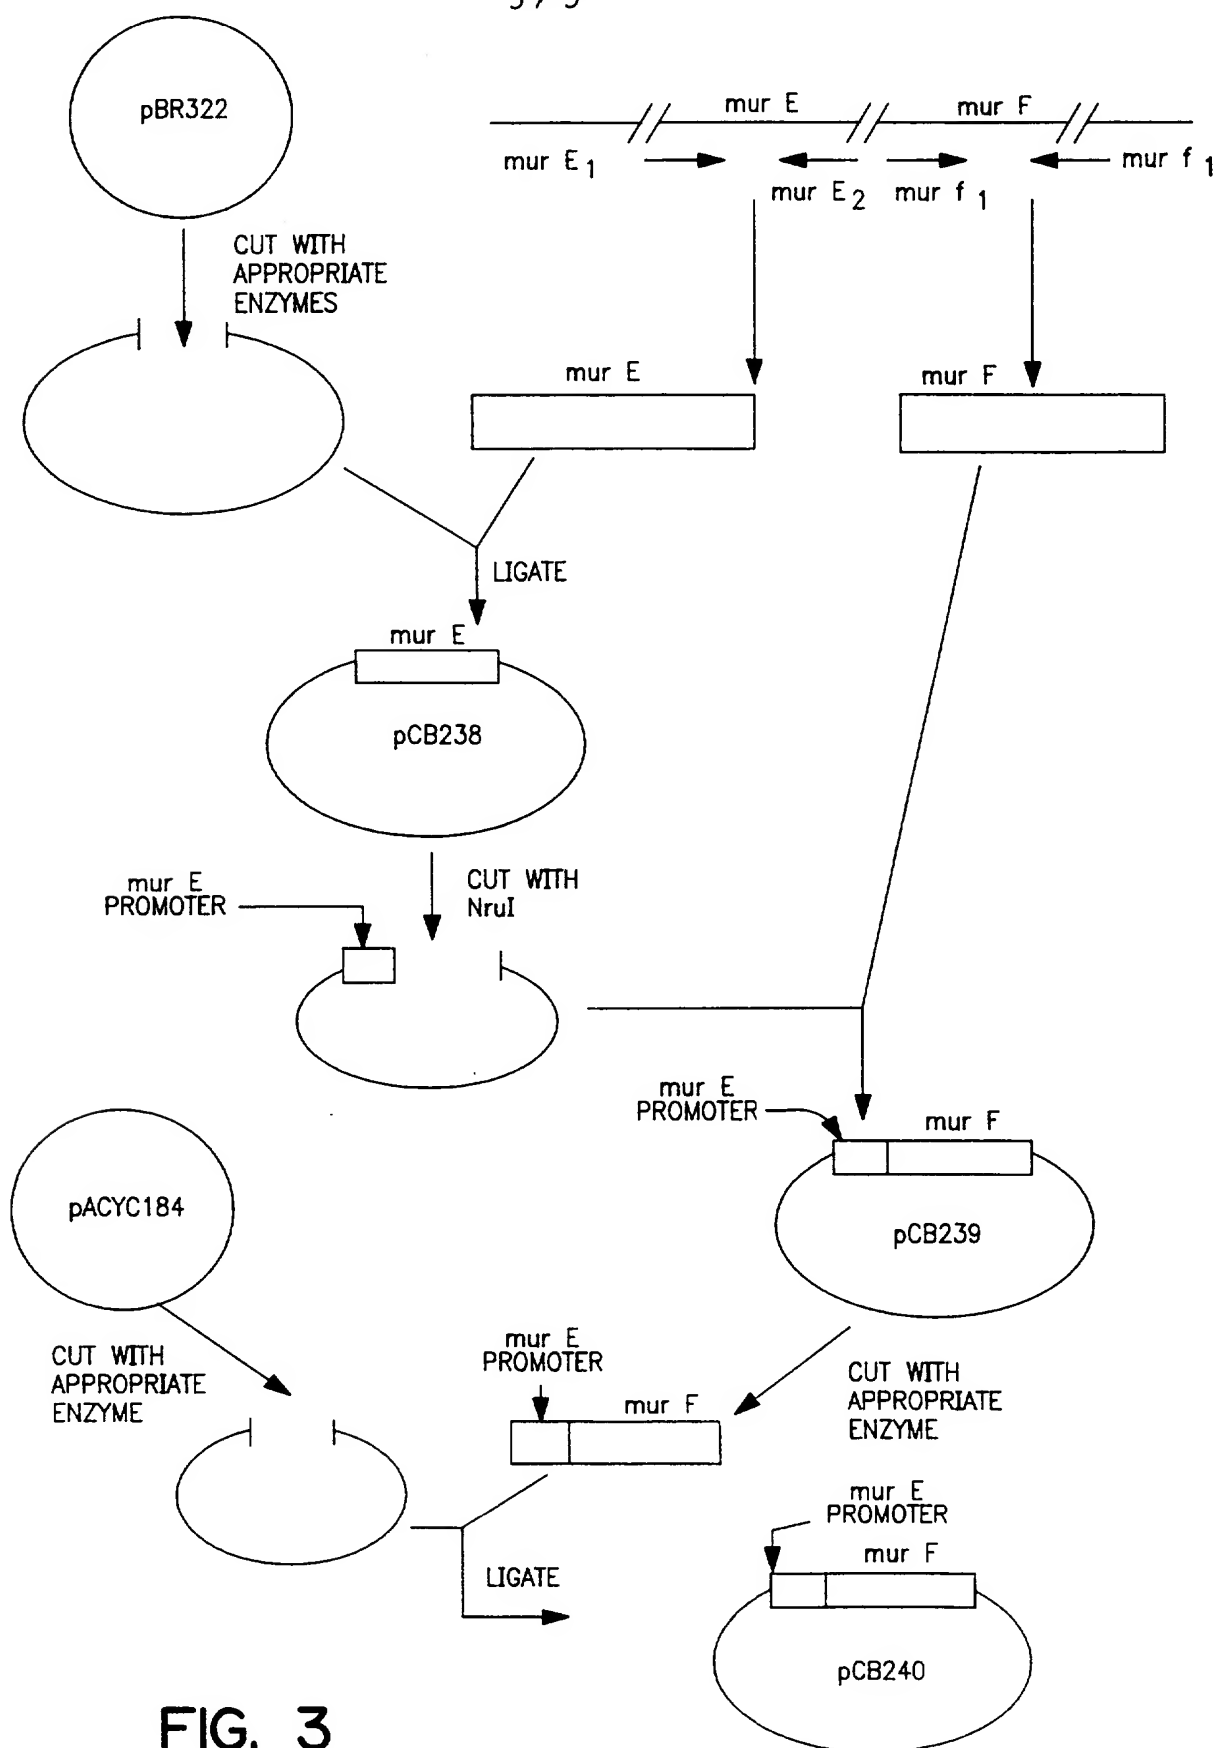 pBR322
mur E
mur F
mur E1
mur f1
mur E2
mur f1
CUT WITH
APPROPRIATE
ENZYMES
mur E
mur F
LIGATE
mur E
pCB238
mur E
PROMOTER
CUT WITH
NruI
mur E
PROMOTER
mur F
pACYC184
pCB239
CUT WITH
APPROPRIATE
ENZYME
mur E
PROMOTER
mur F
CUT WITH
APPROPRIATE
ENZYME
mur E
PROMOTER
mur F
LIGATE
pCB240
FIG. 3